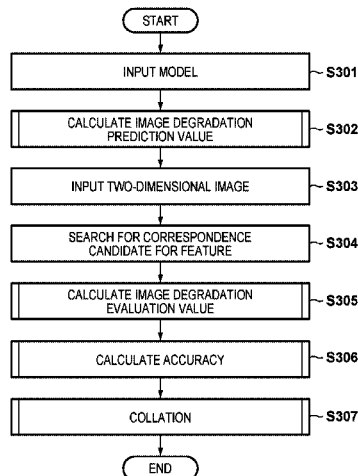 START
INPUT MODEL
S301
CALCULATE IMAGE DEGRADATION
PREDICTION VALUE
S302
INPUT TWO-DIMENSIONAL IMAGE
S303
SEARCH FOR CORRESPONDENCE
CANDIDATE FOR FEATURE
S304
CALCULATE IMAGE DEGRADATION
EVALUATION VALUE
S305
CALCULATE ACCURACY
S306
COLLATION
S307
END